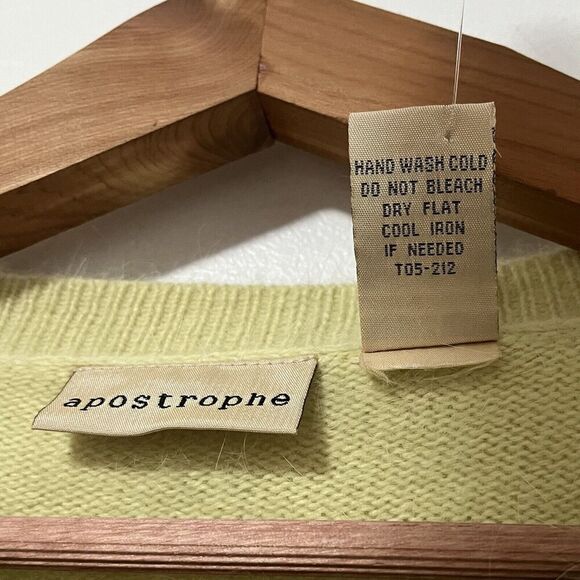 HAND WASH COLD
DO NOT BLEACH
DRY FLAT
COOL IRON
IF NEEDED
T05-212
apostrophe